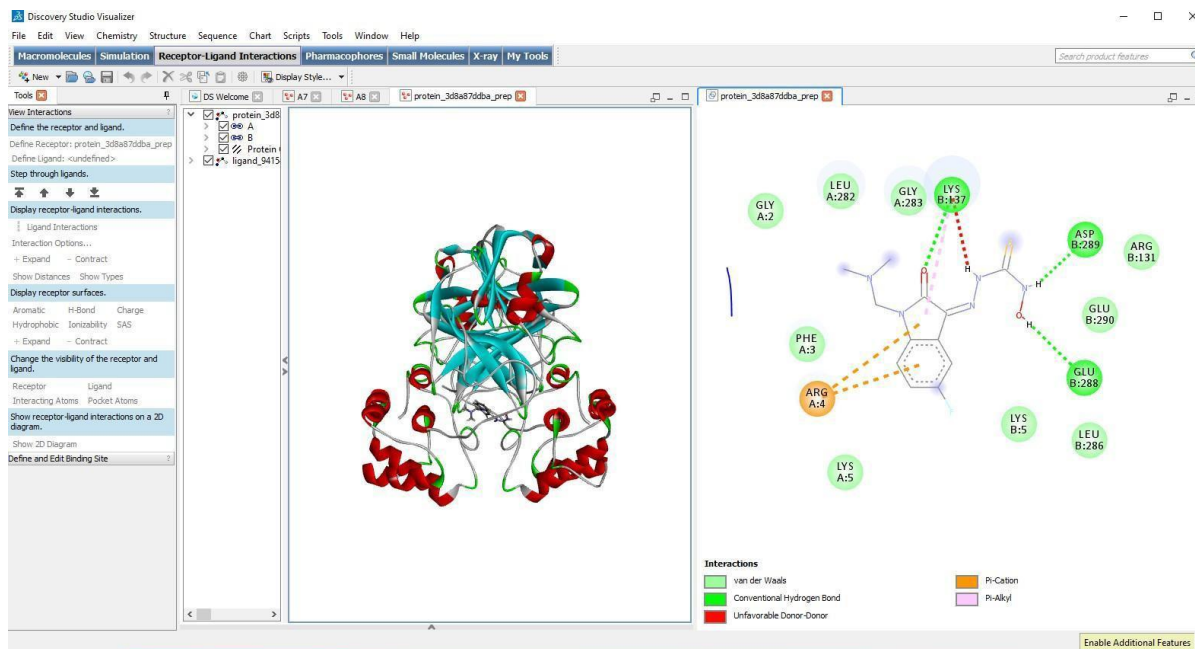 Discovery Studio Visualizer
File Edit View Chemistry Structure Sequence Chart Scripts Tools Window Help
Macromolecules Simulation Receptor-Ligand Interactions Pharmacophores Small Molecules X-ray My Tools
Search product features
New Display Style...
Tools
DS Welcome A7 A8 protein_3d8a87ddba_prep
protein_3d8a87ddba_prep
View Interactions ?
Define the receptor and ligand.
Define Receptor: protein_3d8a87ddba_prep
Define Ligand: <undefined>
Step through ligands.
Display receptor-ligand interactions.
Ligand Interactions
Interaction Options...
+ Expand - Contract
Show Distances Show Types
Display receptor surfaces.
Aromatic H-Bond Charge
Hydrophobic Ionizability SAS
+ Expand - Contract
Change the visibility of the receptor and
ligand.
Receptor Ligand
Interacting Atoms Pocket Atoms
Show receptor-ligand interactions on a 2D
diagram.
Show 2D Diagram
Define and Edit Binding Site ?
protein_3d8
A
B
Protein
ligand_9415
GLY
A:2
LEU
A:282
GLY
A:283
LYS
B:137
ASP
B:289
ARG
B:131
GLU
B:290
PHE
A:3
ARG
A:4
GLU
B:288
LYS
B:5
LEU
B:286
LYS
A:5
O
H
N
N
N
H
N
N
O
H
Interactions
van der Waals
Conventional Hydrogen Bond
Unfavorable Donor-Donor
Pi-Cation
Pi-Alkyl
Enable Additional Features